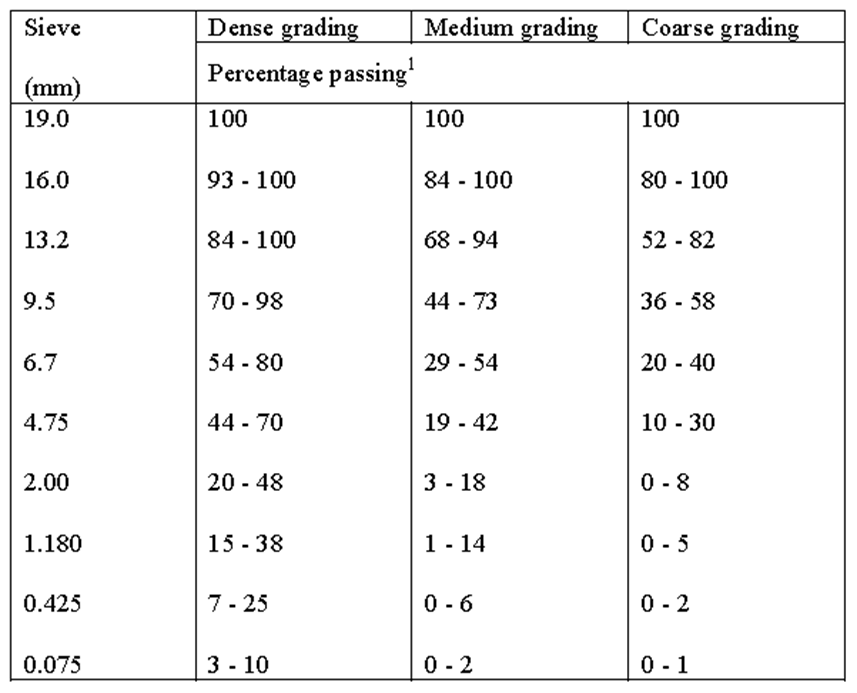 Sieve Dense grading Medium grading Coarse grading
(mm) Percentage passing1
19.0 100 100 100
16.0 93 - 100 84 - 100 80 - 100
13.2 84 - 100 68 - 94 52 - 82
9.5 70 - 98 44 - 73 36 - 58
6.7 54 - 80 29 - 54 20 - 40
4.75 44 - 70 19 - 42 10 - 30
2.00 20 - 48 3 - 18 0 - 8
1.180 15 - 38 1 - 14 0 - 5
0.425 7 - 25 0 - 6 0 - 2
0.075 3 - 10 0 - 2 0 - 1